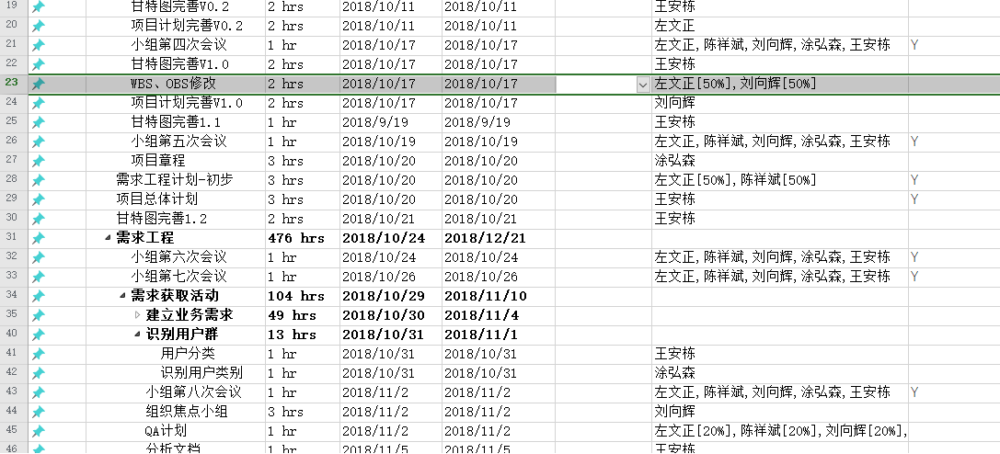 19 甘特图完善V0.2 2 hrs 2018/10/11 2018/10/11 王安栋
20 项目计划完善V0.2 2 hrs 2018/10/11 2018/10/11 左文正
21 小组第四次会议 1 hr 2018/10/17 2018/10/17 左文正,陈祥斌,刘向辉,涂弘森,王安栋 Y
22 甘特图完善V1.0 2 hrs 2018/10/17 2018/10/17 王安栋
23 WBS、OBS修改 2 hrs 2018/10/17 2018/10/17 左文正[50%],刘向辉[50%]
24 项目计划完善V1.0 2 hrs 2018/10/17 2018/10/17 刘向辉
25 甘特图完善1.1 1 hr 2018/9/19 2018/9/19 王安栋
26 小组第五次会议 1 hr 2018/10/19 2018/10/19 左文正,陈祥斌,刘向辉,涂弘森,王安栋 Y
27 项目章程 3 hrs 2018/10/20 2018/10/20 涂弘森
28 需求工程计划-初步 3 hrs 2018/10/20 2018/10/20 左文正[50%],陈祥斌[50%] Y
29 项目总体计划 3 hrs 2018/10/20 2018/10/20 王安栋 Y
30 甘特图完善1.2 2 hrs 2018/10/21 2018/10/21 王安栋
31 需求工程 476 hrs 2018/10/24 2018/12/21
32 小组第六次会议 1 hr 2018/10/24 2018/10/24 左文正,陈祥斌,刘向辉,涂弘森,王安栋 Y
33 小组第七次会议 1 hr 2018/10/26 2018/10/26 左文正,陈祥斌,刘向辉,涂弘森,王安栋 Y
34 需求获取活动 104 hrs 2018/10/29 2018/11/10
35 建立业务需求 49 hrs 2018/10/30 2018/11/4
40 识别用户群 13 hrs 2018/10/31 2018/11/1
41 用户分类 1 hr 2018/10/31 2018/10/31 王安栋
42 识别用户类别 1 hr 2018/10/31 2018/10/31 涂弘森
43 小组第八次会议 1 hr 2018/11/2 2018/11/2 左文正,陈祥斌,刘向辉,涂弘森,王安栋 Y
44 组织焦点小组 3 hrs 2018/11/2 2018/11/2 刘向辉
45 QA计划 1 hr 2018/11/2 2018/11/2 左文正[20%],陈祥斌[20%],刘向辉[20%],
46 分析文档 1 hr 2018/11/5 2018/11/5 王安栋